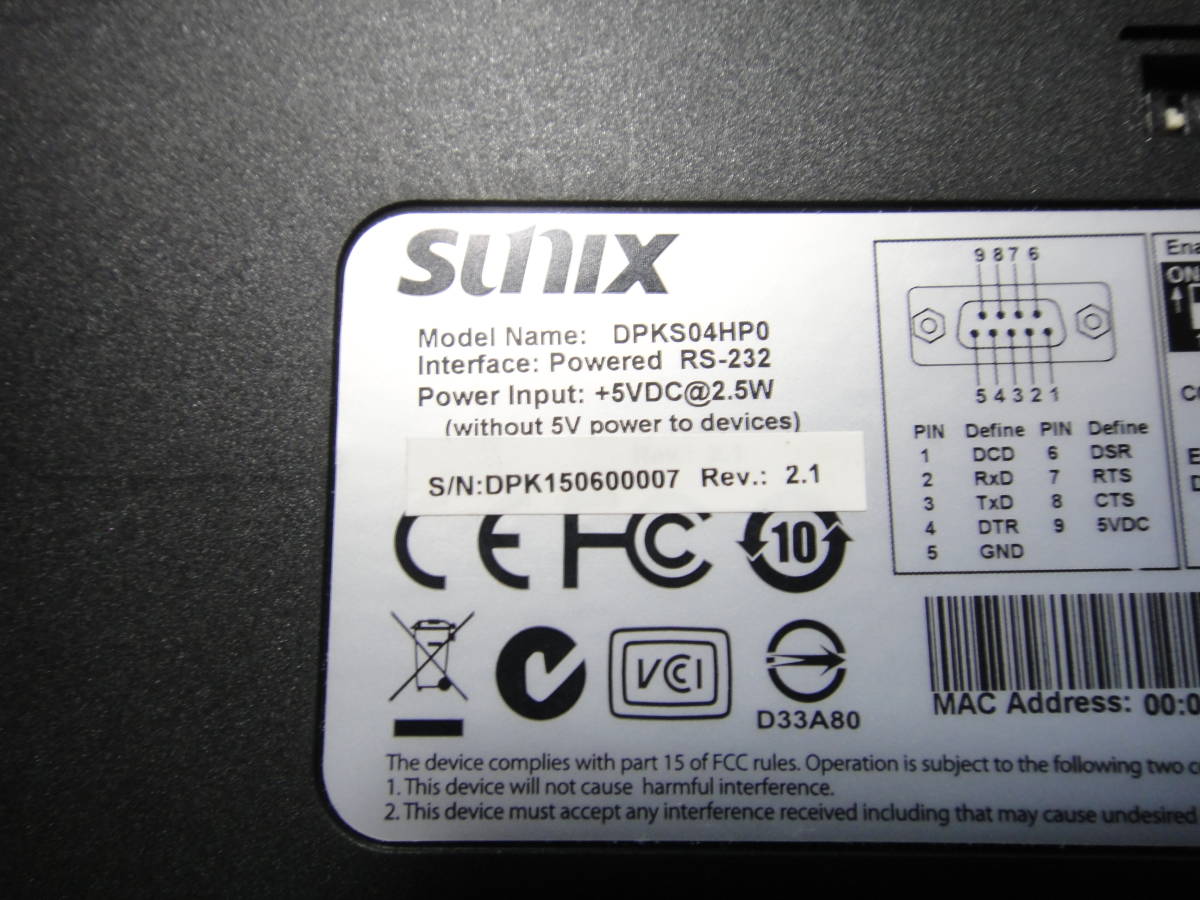 SUNIX
Model Name: DPKS04HP0
Interface: Powered RS-232
Power Input: +5VDC@2.5W
(without 5V power to devices)
S/N:DPK150600007 Rev.: 2.1
CE FC 10
VCCI
D33A80
9 8 7 6
5 4 3 2 1
PIN Define PIN Define
1 DCD 6 DSR
2 RxD 7 RTS
3 TxD 8 CTS
4 DTR 9 5VDC
5 GND
ON
MAC Address:
The device complies with part 15 of FCC rules. Operation is subject to the following two
1. This device will not cause harmful interference.
2. This device must accept any interference received including that may cause undesired